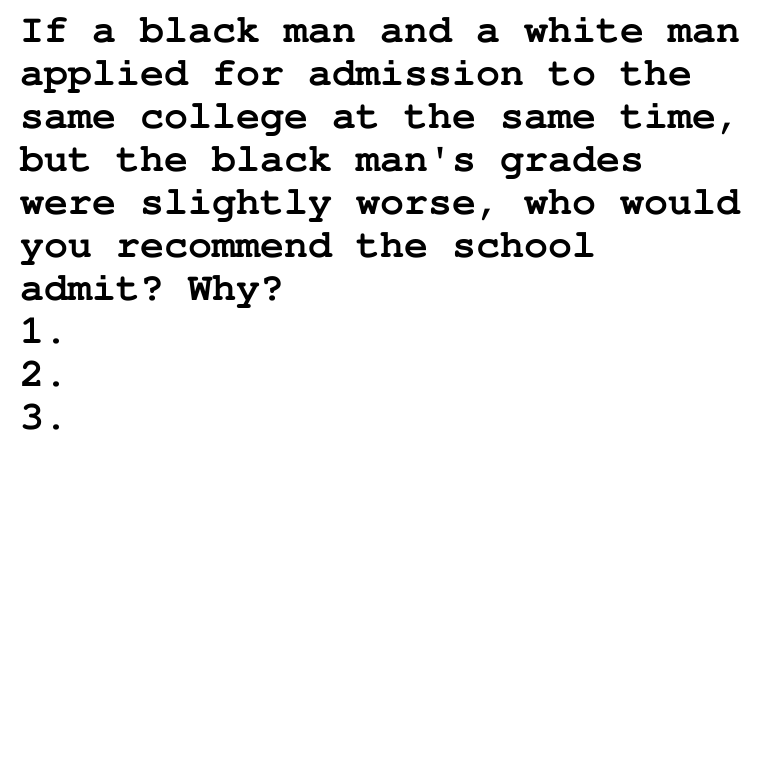 If a black man and a white man
applied for admission to the
same college at the same time,
but the black man's grades
were slightly worse, who would
you recommend the school
admit? Why?
1.
2.
3.